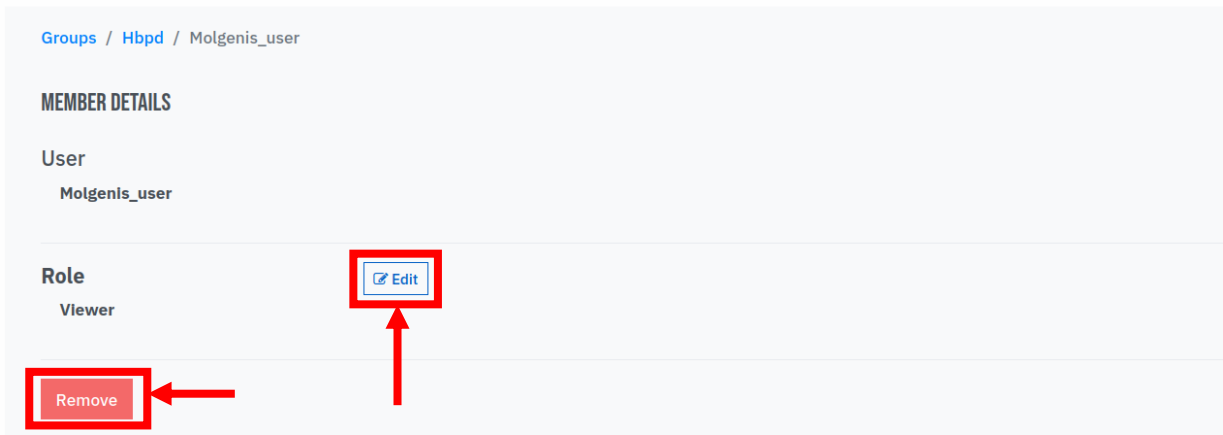 Groups / Hbpd / Molgenis_user
MEMBER DETAILS
User
Molgenis_user
Role
Edit
Viewer
Remove